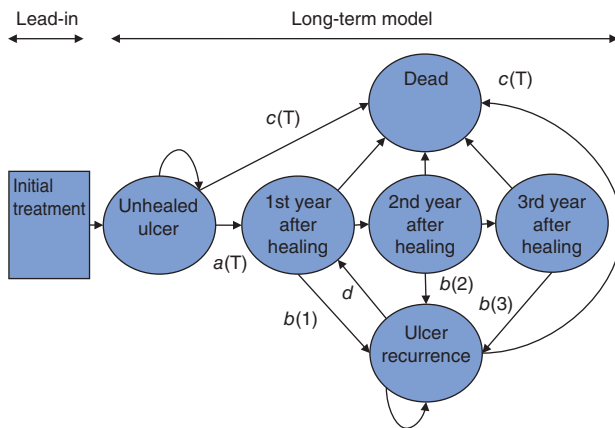 Lead-in
Long-term model
Dead
c(T)
c(T)
Initial
treatment
Unhealed
ulcer
1st year
after
healing
2nd year
after
healing
3rd year
after
healing
a(T)
b(1)
d
b(2)
b(3)
Ulcer
recurrence